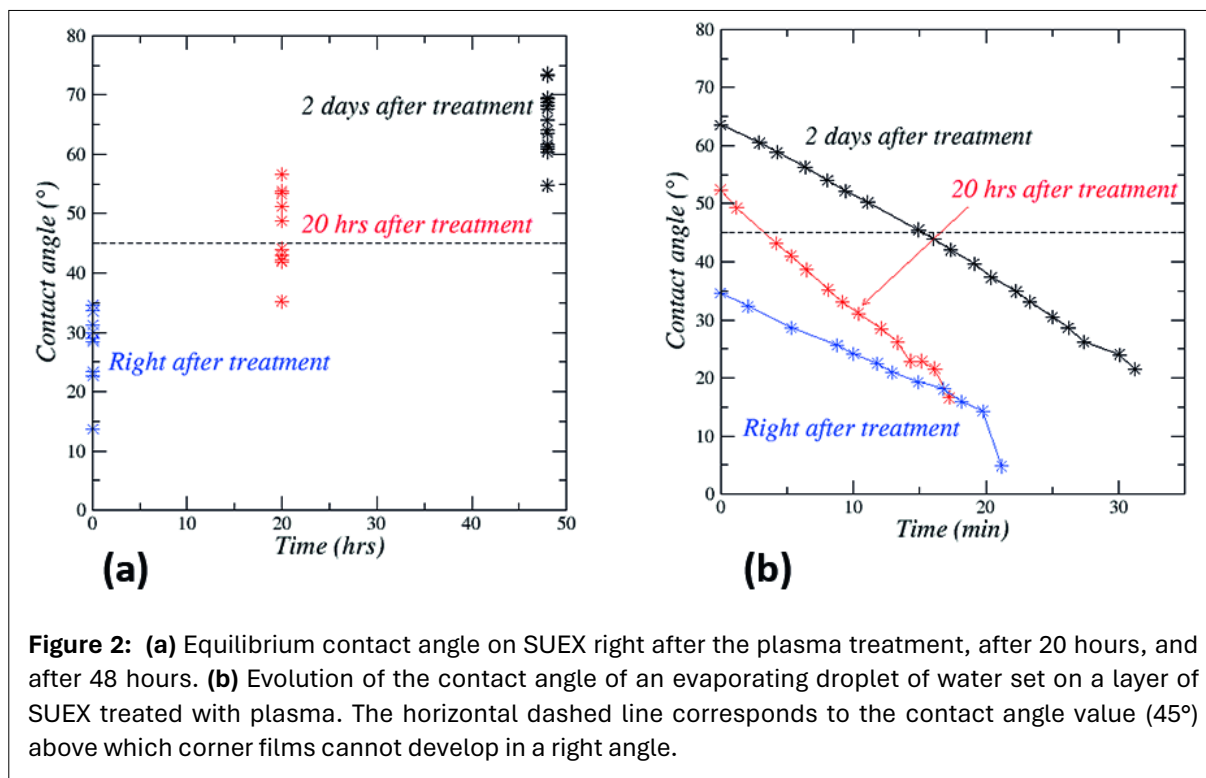 80
70
60
50
40
30
20
10
0
Contact angle (°)
2 days after treatment
20 hrs after treatment
Right after treatment
0
10
20
30
40
50
Time (hrs)
(a)
80
70
60
50
40
30
20
10
0
Contact angle (°)
2 days after treatment
20 hrs after treatment
Right after treatment
0
10
20
30
Time (min)
(b)
Figure 2: (a) Equilibrium contact angle on SUEX right after the plasma treatment, after 20 hours, and
after 48 hours. (b) Evolution of the contact angle of an evaporating droplet of water set on a layer of
SUEX treated with plasma. The horizontal dashed line corresponds to the contact angle value (45°)
above which corner films cannot develop in a right angle.